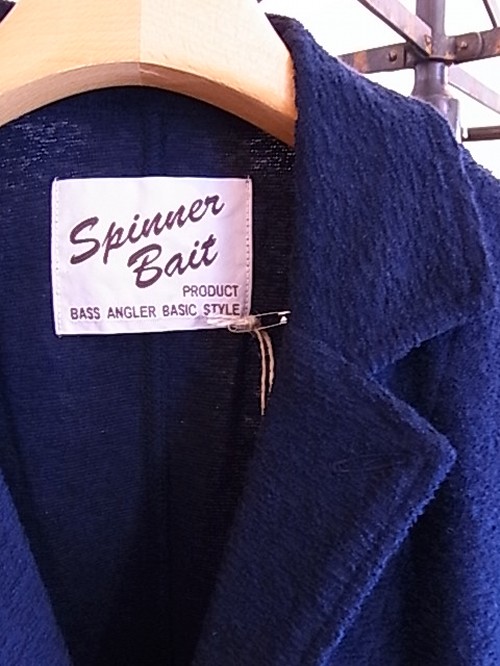 Spinner
Bait
PRODUCT
BASS ANGLER BASIC STYLE